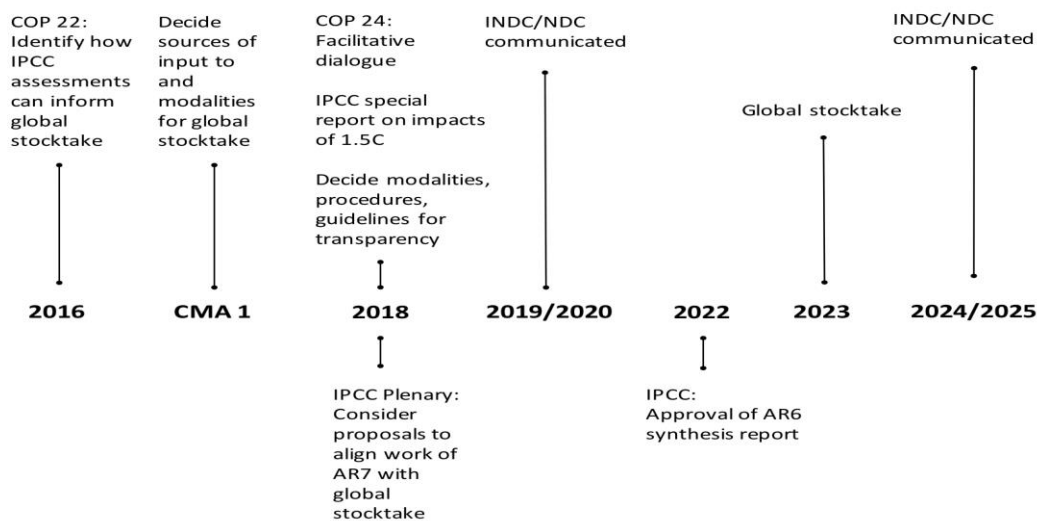 COP 22:
Identify how
IPCC
assessments
can inform
global
stocktake
Decide
sources of
input to
and
modalities
for global
stocktake
COP 24:
Facilitative
dialogue
IPCC special
report on impacts
of 1.5C
Decide modalities,
procedures,
guidelines for
transparency
INDC/NDC
communicated
Global stocktake
INDC/NDC
communicated
2016
CMA 1
2018
2019/2020
2022
2023
2024/2025
IPCC Plenary:
Consider
proposals to
align work of
AR7 with
global
stocktake
IPCC:
Approval of AR6
synthesis report